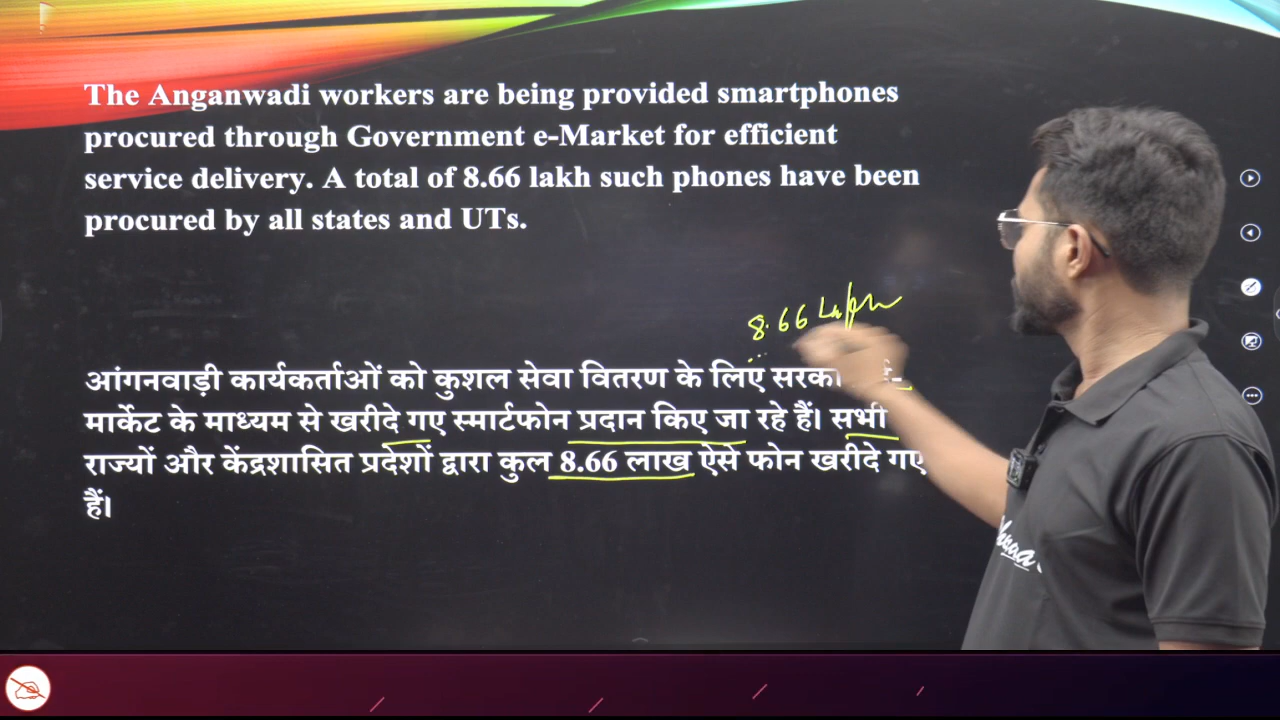 The Anganwadi workers are being provided smartphones
procured through Government e-Market for efficient
service delivery. A total of 8.66 lakh such phones have been
procured by all states and UTs.
8.66
आंगनवाड़ी कार्यकर्ताओं को कुशल सेवा वितरण के लिए
मार्केट के माध्यम से खरीदे गए स्मार्टफोन प्रदान किए जा रहे हैं। सभी
राज्यों और केंद्रशासित प्रदेशों द्वारा कुल 8.66 लाख ऐसे फोन खरीदे गए
हैं।